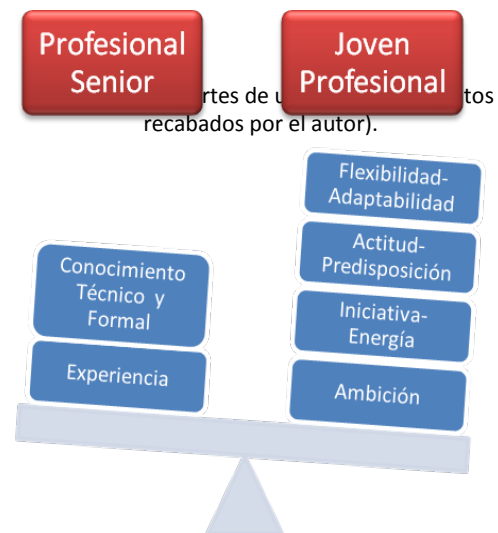 Profesional
Senior
Joven
Profesional
rtes de u tos
recabados por el autor).
Flexibilidad-
Adaptabilidad
Actitud-
Predisposición
Iniciativa-
Energía
Ambición
Conocimiento
Técnico y
Formal
Experiencia